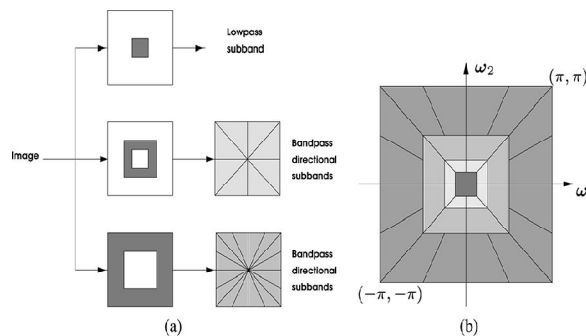 Lowpass
subband
Image
Bandpass
directional
subbands
Bandpass
directional
subbands
(a)
ω₂
(π, π)
ω
(−π, −π)
(b)